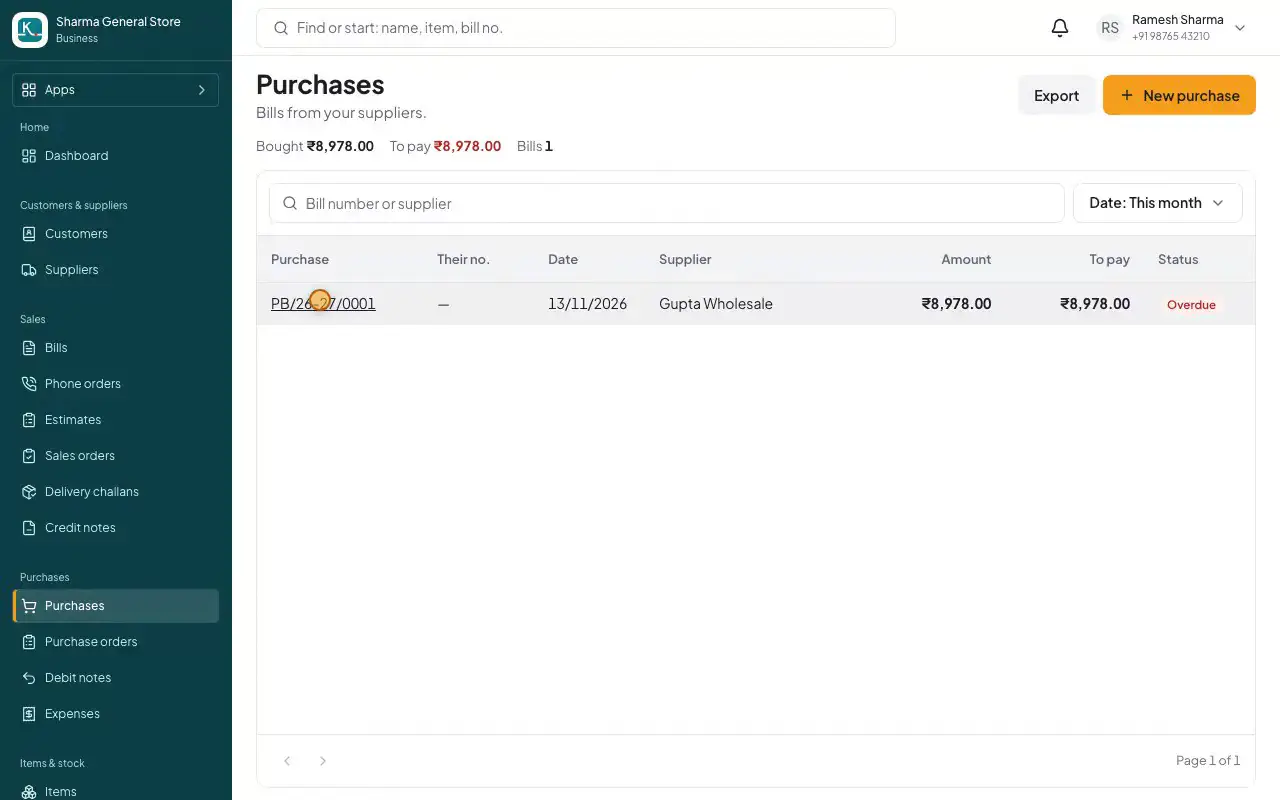 Sharma General Store
Business
Find or start: name, item, bill no.
RS
Ramesh Sharma
+91 98765 43210
Apps
Home
Dashboard
Customers & suppliers
Customers
Suppliers
Sales
Bills
Phone orders
Estimates
Sales orders
Delivery challans
Credit notes
Purchases
Purchases
Purchase orders
Debit notes
Expenses
Items & stock
Items
Purchases
Bills from your suppliers.
Export
New purchase
Bought ₹8,978.00 To pay ₹8,978.00 Bills 1
Bill number or supplier
Date: This month
Purchase Their no. Date Supplier Amount To pay Status
PB/26-27/0001 — 13/11/2026 Gupta Wholesale ₹8,978.00 ₹8,978.00 Overdue
Page 1 of 1